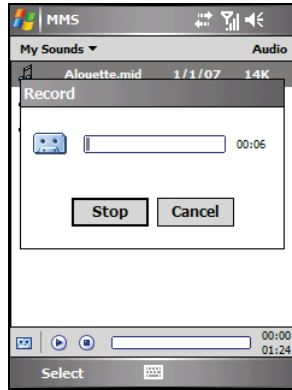 MMS
My Sounds Audio
Alouette.mid 1/1/07 14K
Record
00:06
Stop Cancel
00:00
01:24
Select